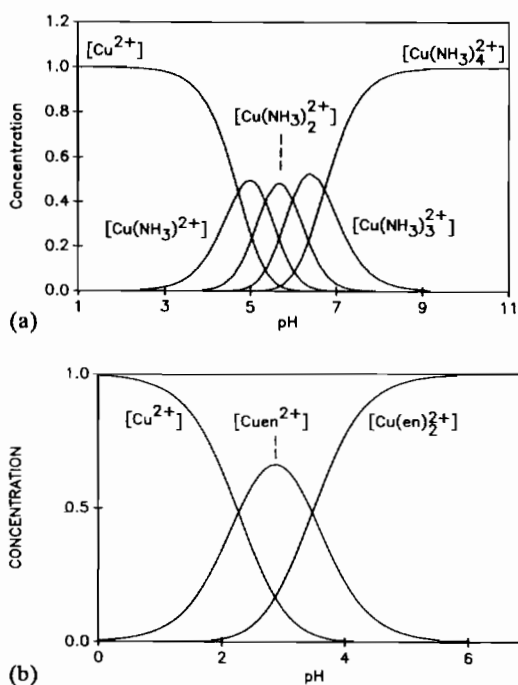 1.2
[Cu²⁺]
[Cu(NH₃)₄²⁺]
1.0
[Cu(NH₃)₂²⁺]
0.8
0.6
Concentration
0.4
[Cu(NH₃)²⁺]
[Cu(NH₃)₃²⁺]
0.2
0.0
1 3 5 7 9 11
pH
(a)
1.0
[Cu²⁺]
[Cuen²⁺]
[Cu(en)₂²⁺]
CONCENTRATION
0.5
0.0
0 2 4 6
pH
(b)